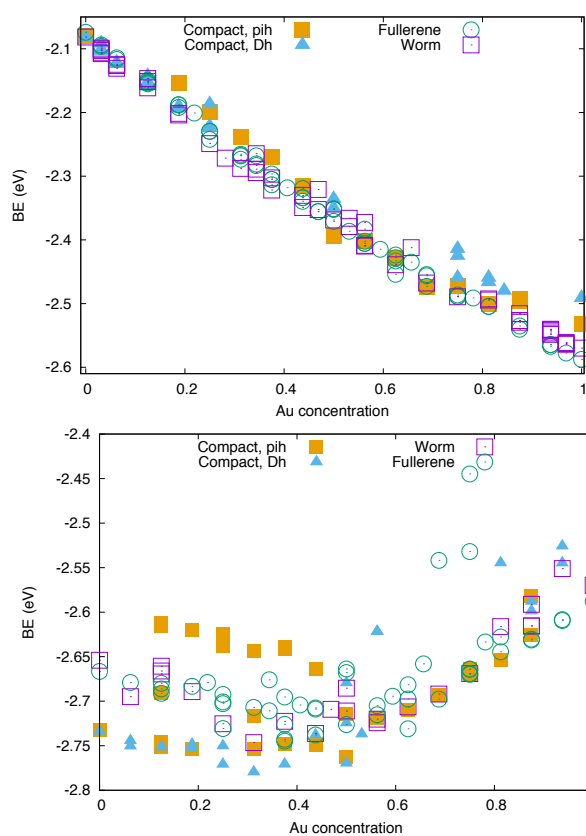 Compact, pih Fullerene
Compact, Dh Worm
-2.1
-2.2
-2.3
-2.4
-2.5
-2.6
BE (eV)
0 0.2 0.4 0.6 0.8 1
Au concentration
-2.4
-2.45
-2.5
-2.55
-2.6
-2.65
-2.7
-2.75
-2.8
BE (eV)
Compact, pih Worm
Compact, Dh Fullerene
0 0.2 0.4 0.6 0.8
Au concentration